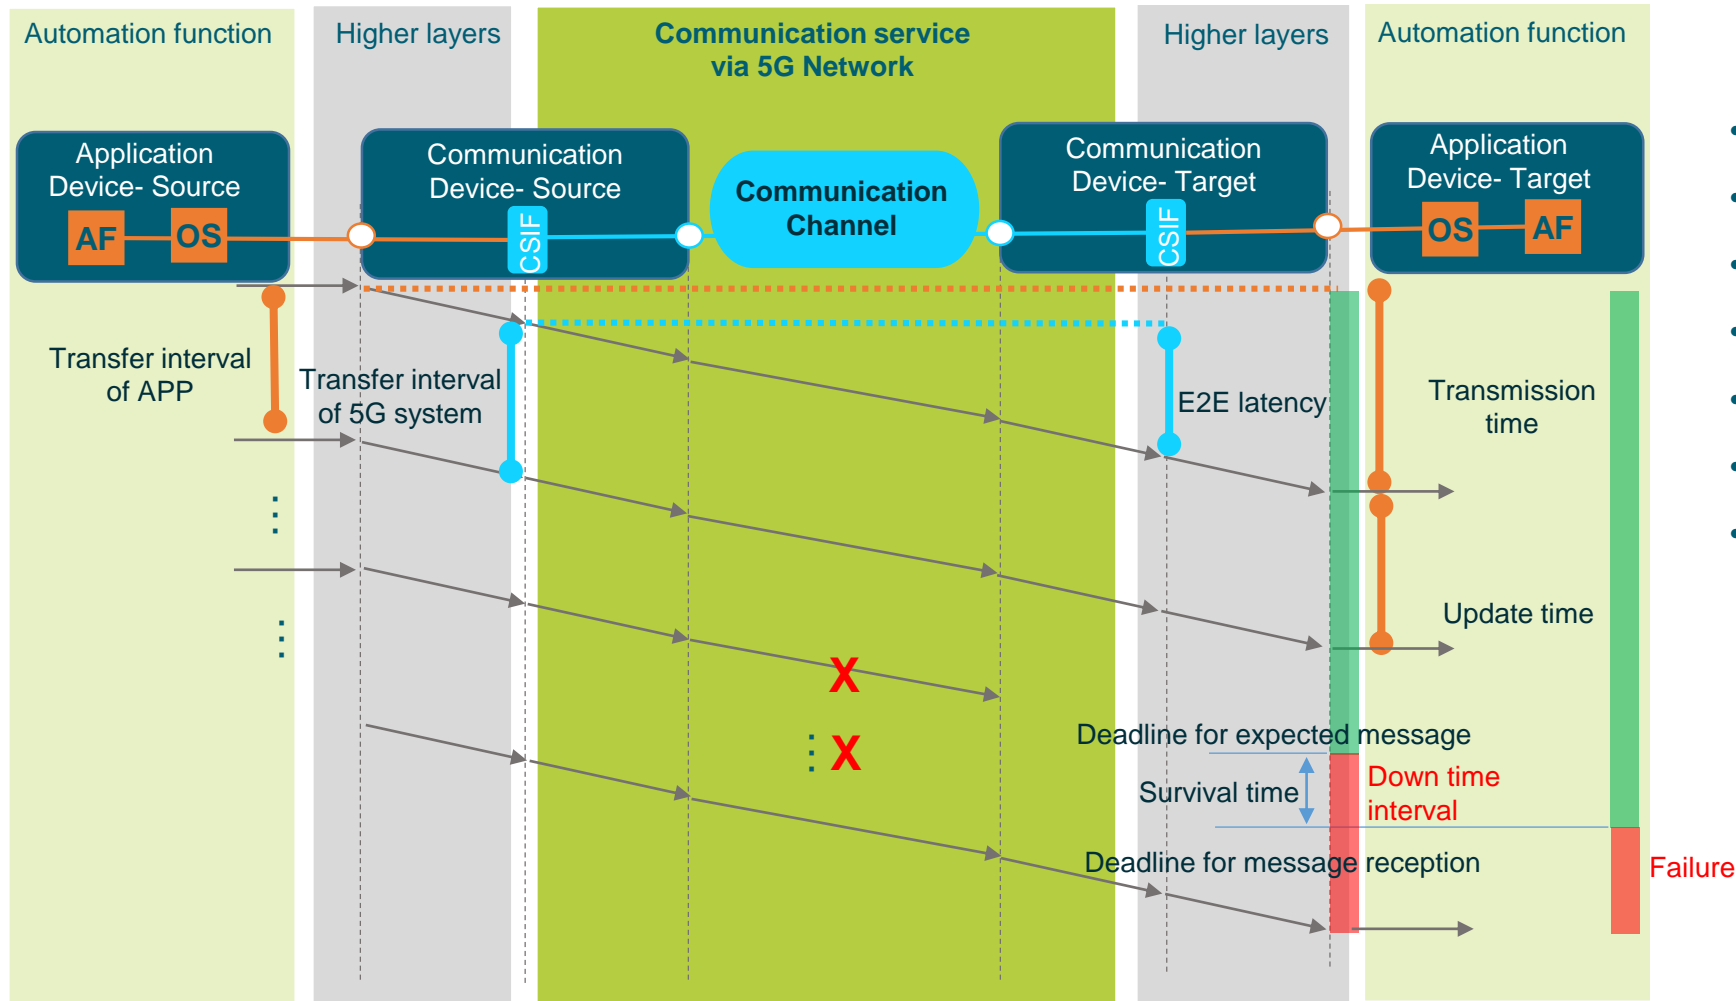 Automation function
Higher layers
Communication service
via 5G Network
Higher layers
Automation function
Application
Device- Source
AF
OS
Communication
Device- Source
CSIF
Communication
Channel
Communication
Device- Target
CSIF
Application
Device- Target
OS
AF
Transfer interval
of APP
Transfer interval
of 5G system
E2E latency
Transmission
time
Update time
X
X
Deadline for expected message
Survival time
Down time
interval
Deadline for message reception
Failure